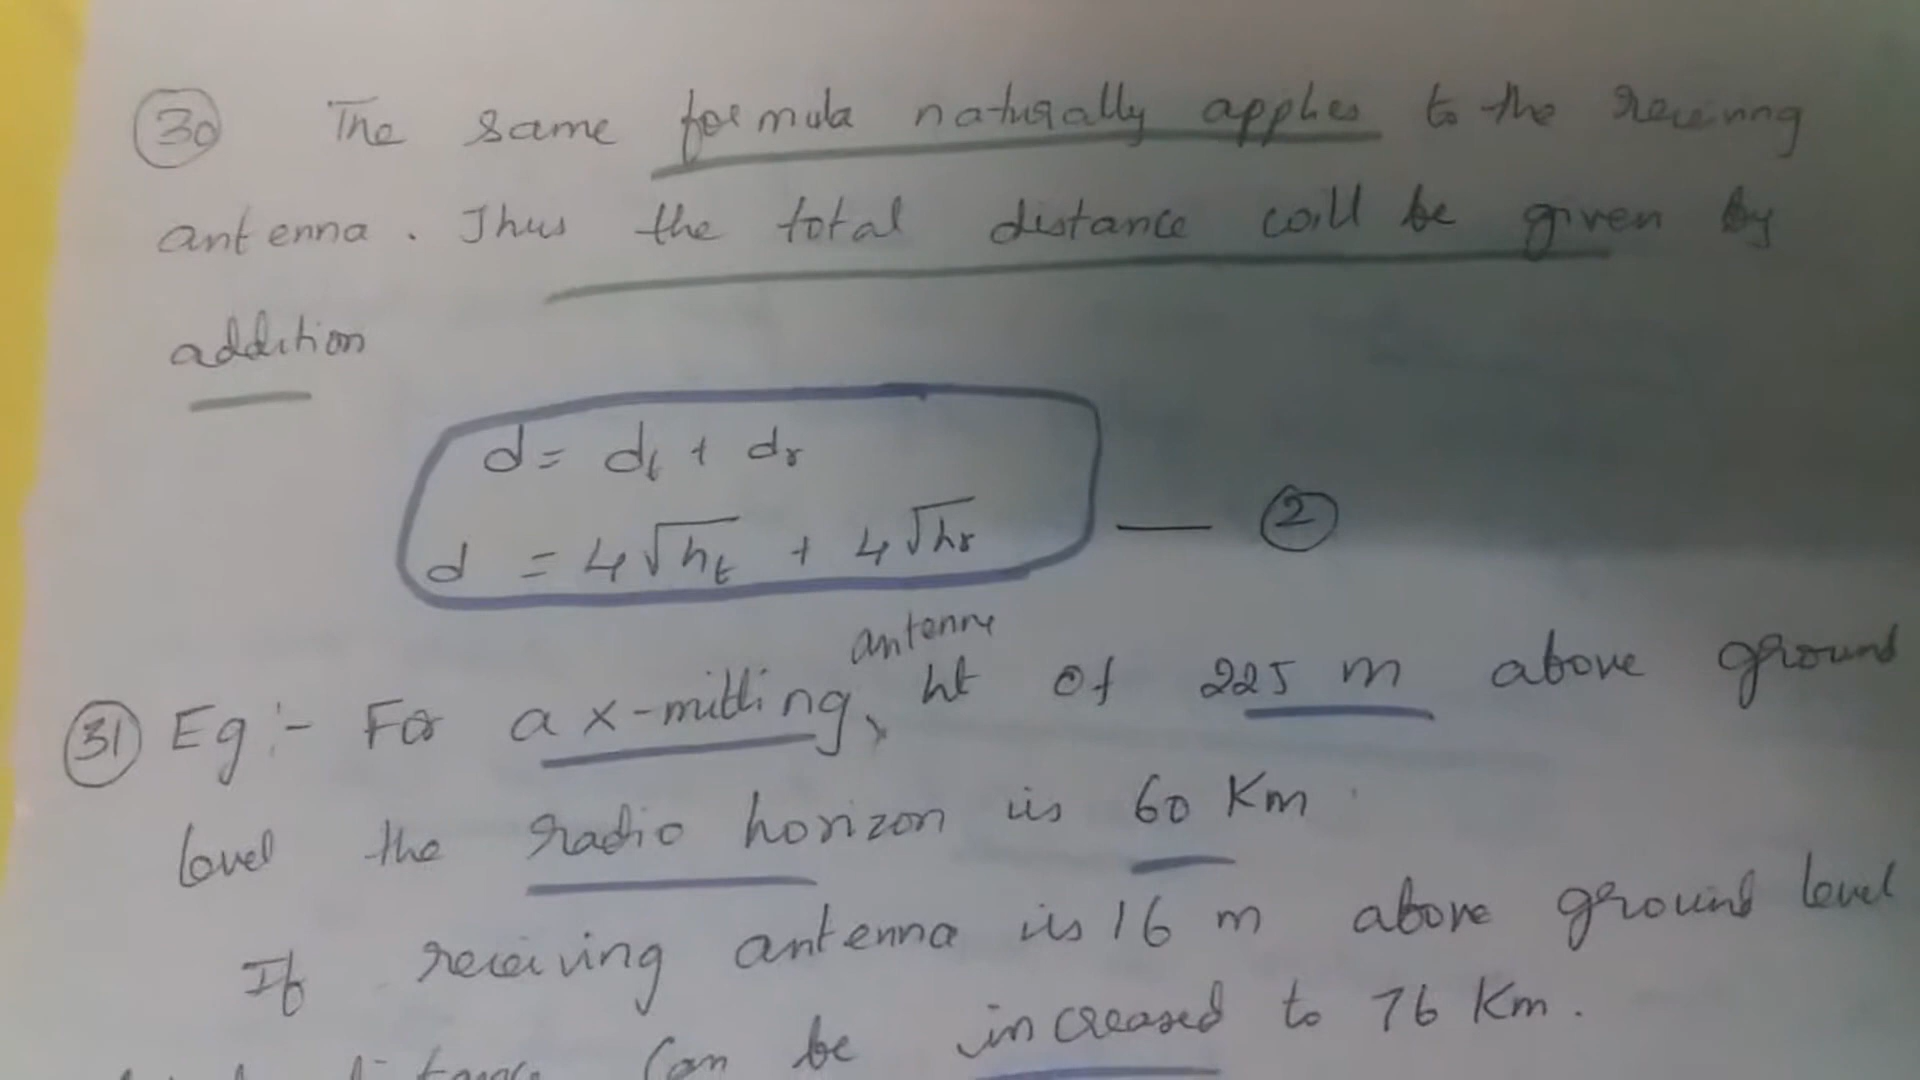 30 The same formula naturally applies to the receiving
antenna. Thus the total distance will be given by
addition
d = dt + dr
d = 4√ht + 4√hr — 2
antenna
31 Eg:- For a x-mitting ht of 225 m above ground
level the radio horizon is 60 Km.
If receiving antenna is 16 m above ground level
distance can be increased to 76 Km.